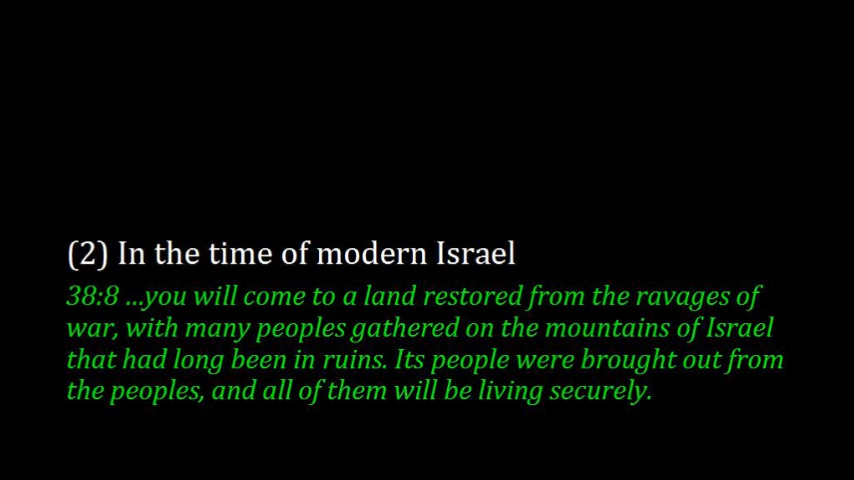 (2) In the time of modern Israel
38:8 …you will come to a land restored from the ravages of
war, with many peoples gathered on the mountains of Israel
that had long been in ruins. Its people were brought out from
the peoples, and all of them will be living securely.